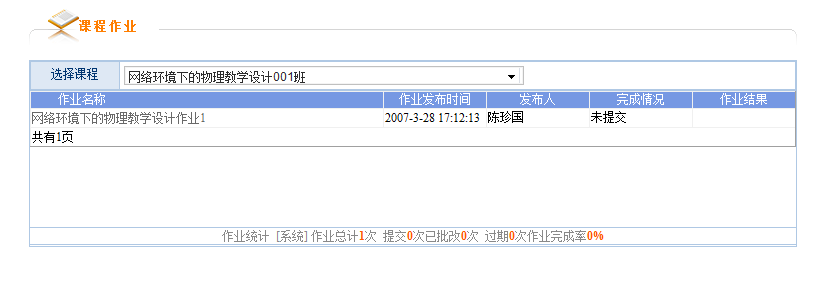 课程作业
选择课程 网络环境下的物理教学设计001班
作业名称 作业发布时间 发布人 完成情况 作业结果
网络环境下的物理教学设计作业1 2007-3-28 17:12:13 陈珍国 未提交
共有1页
作业统计 [系统] 作业总计1次 提交0次已批改0次 过期0次作业完成率0%